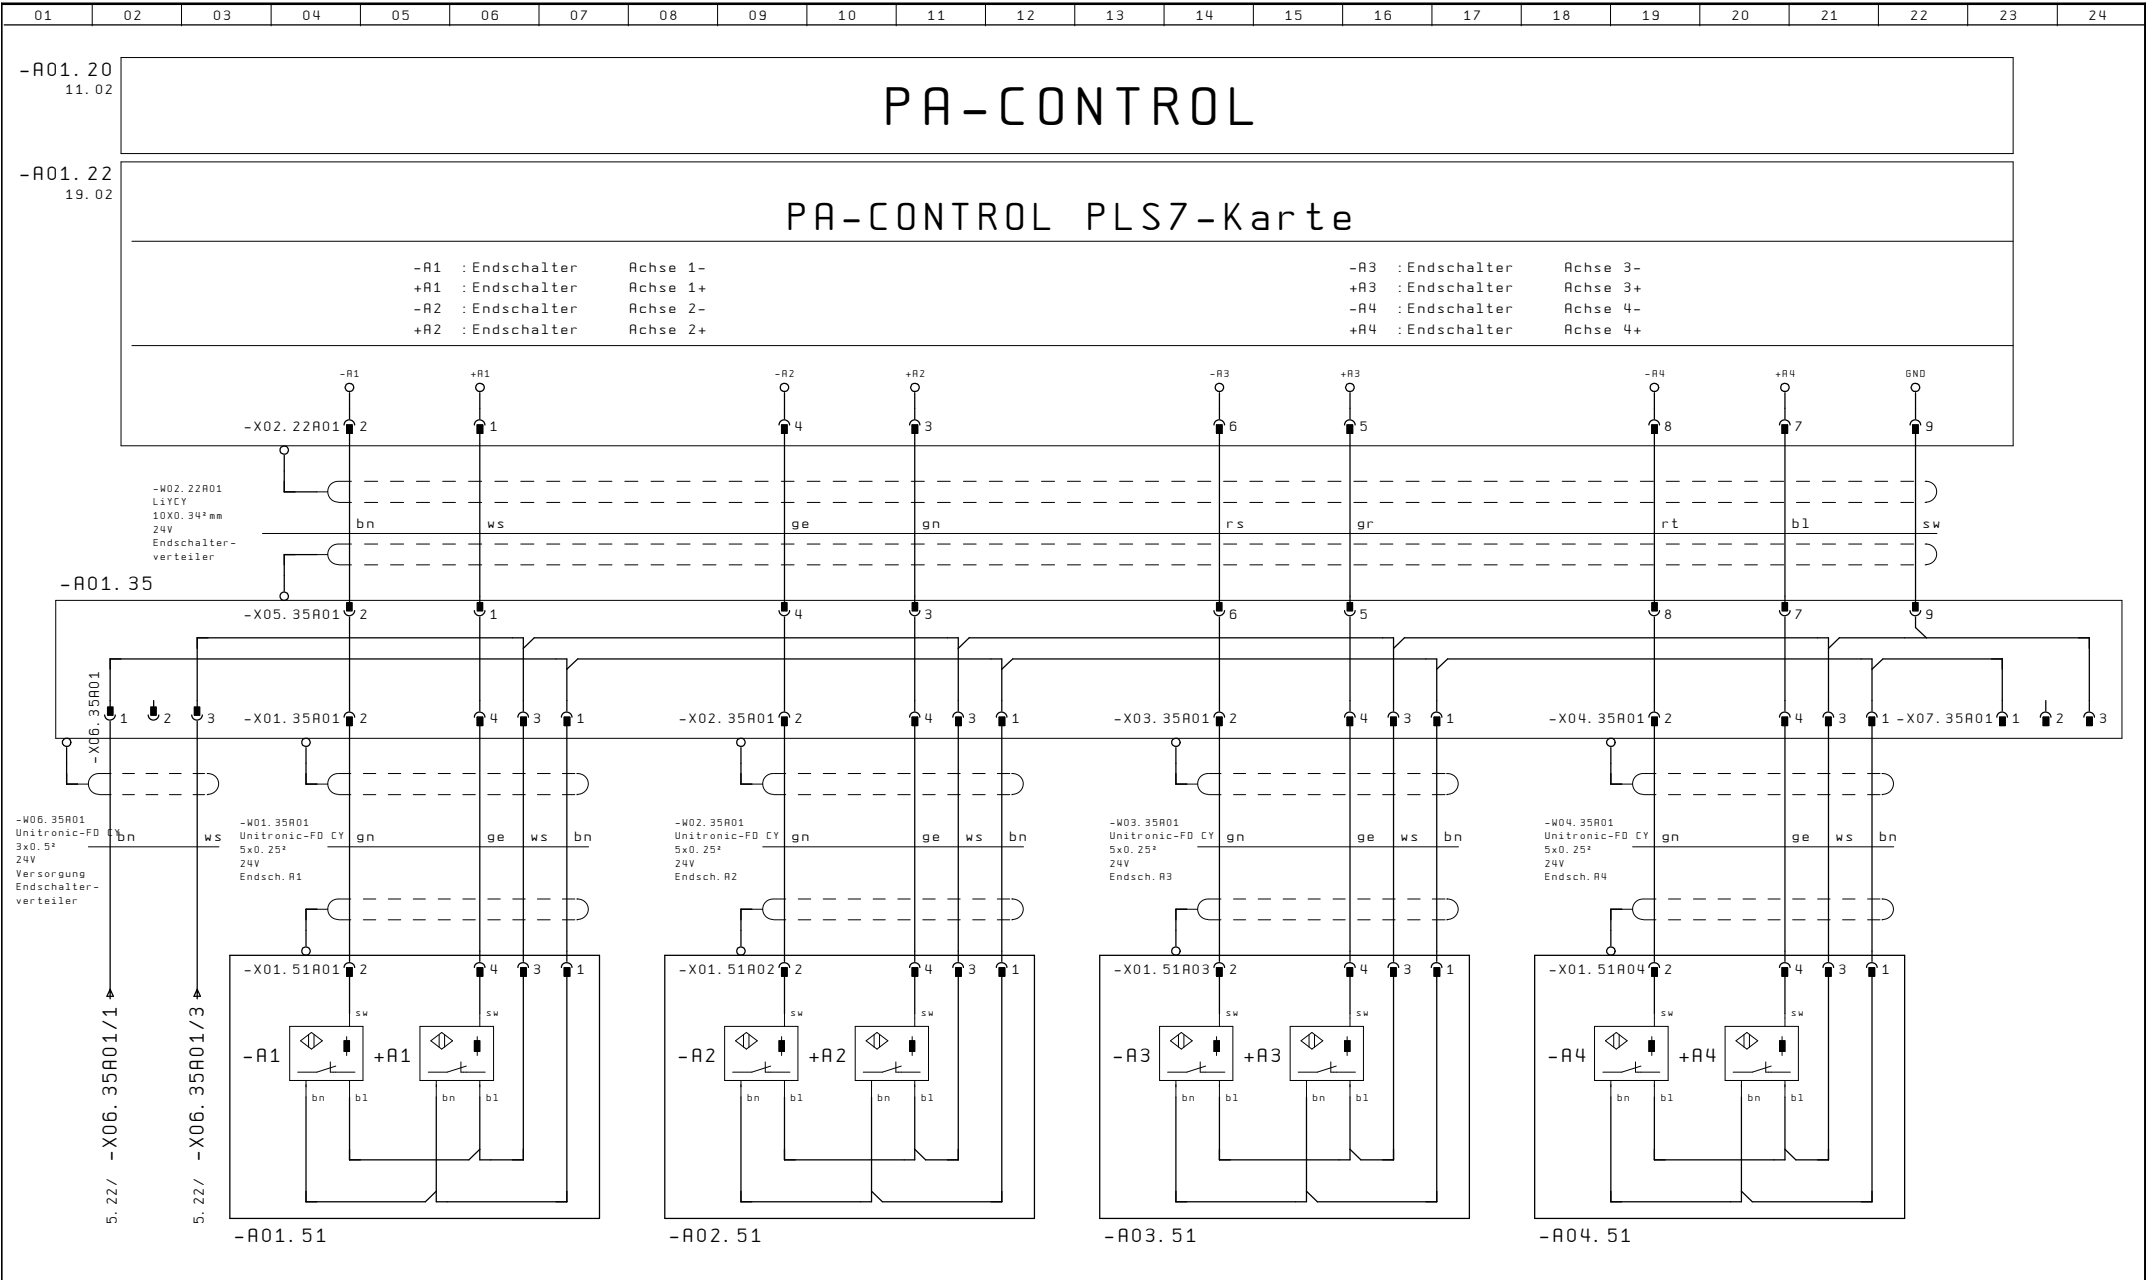 01 02 03 04 05 06 07 08 09 10 11 12 13 14 15 16 17 18 19 20 21 22 23 24
-A01.20
11.02
PA-CONTROL
-A01.22
19.02
PA-CONTROL PLS7-Karte
-A1 :Endschalter Achse 1-
+A1 :Endschalter Achse 1+
-A2 :Endschalter Achse 2-
+A2 :Endschalter Achse 2+
-A3 :Endschalter Achse 3-
+A3 :Endschalter Achse 3+
-A4 :Endschalter Achse 4-
+A4 :Endschalter Achse 4+
-A1 +A1 -A2 +A2 -A3 +A3 -A4 +A4 GND
-X02.22A01 2 1 4 3 6 5 8 7 9
-W02.22A01
LiYCY
10X0.34²mm
24V
Endschalter-
verteiler
bn ws ge gn rs gr rt bl sw
-A01.35
-X05.35A01 2 1 4 3 6 5 8 7 9
-X06.35A01
1 2 3 -X01.35A01 2 4 3 1 -X02.35A01 2 4 3 1 -X03.35A01 2 4 3 1 -X04.35A01 2 4 3 1 -X07.35A01 1 2 3
-W06.35A01
Unitronic-FD CY
3x0.5²
24V
Versorgung
Endschalter-
verteiler
bn ws
-W01.35A01
Unitronic-FD CY
5x0.25²
24V
Endsch.A1
gn ge ws bn
-W02.35A01
Unitronic-FD CY
5x0.25²
24V
Endsch.A2
gn ge ws bn
-W03.35A01
Unitronic-FD CY
5x0.25²
24V
Endsch.A3
gn ge ws bn
-W04.35A01
Unitronic-FD CY
5x0.25²
24V
Endsch.A4
gn ge ws bn
5.22/ -X06.35A01/1
5.22/ -X06.35A01/3
-X01.51A01 2 4 3 1
sw sw
-A1 +A1
bn bl bn bl
-A01.51
-X01.51A02 2 4 3 1
sw sw
-A2 +A2
bn bl bn bl
-A02.51
-X01.51A03 2 4 3 1
sw sw
-A3 +A3
bn bl bn bl
-A03.51
-X01.51A04 2 4 3 1
sw sw
-A4 +A4
bn bl bn bl
-A04.51